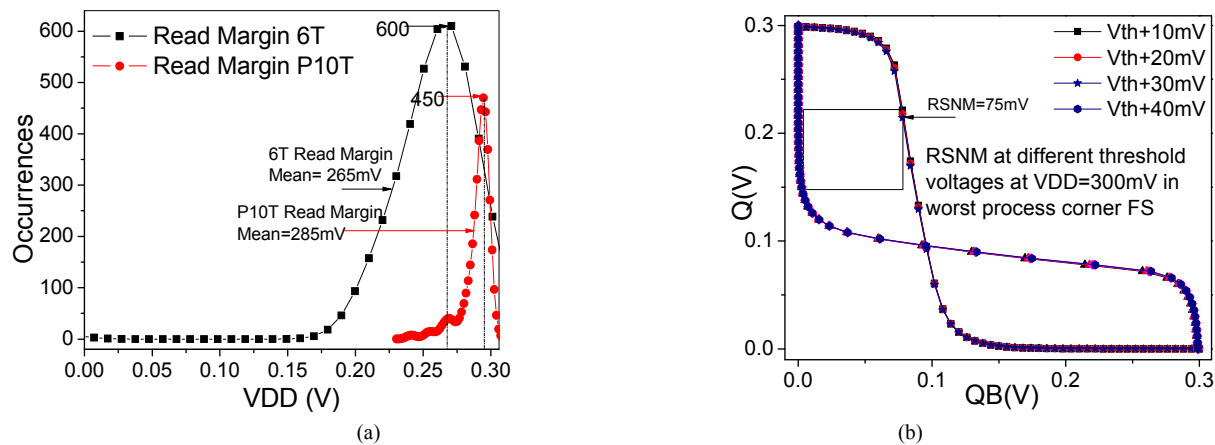 Read Margin 6T
Read Margin P10T
600
450
6T Read Margin
Mean= 265mV
P10T Read Margin
Mean=285mV
Occurrences
600
500
400
300
200
100
0
0.00 0.05 0.10 0.15 0.20 0.25 0.30
VDD (V)
(a)
Vth+10mV
Vth+20mV
Vth+30mV
Vth+40mV
RSNM=75mV
RSNM at different threshold
voltages at VDD=300mV in
worst process corner FS
Q(V)
0.3
0.2
0.1
0.0
0.0 0.1 0.2 0.3
QB(V)
(b)